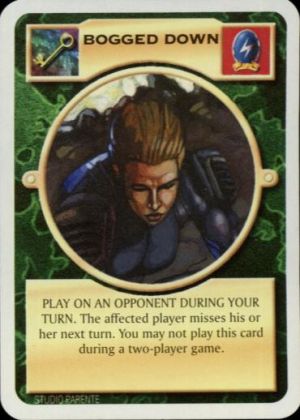 BOGGED DOWN
PLAY ON AN OPPONENT DURING YOUR
TURN. The affected player misses his or
her next turn. You may not play this card
during a two-player game.
STUDIO PARENTE